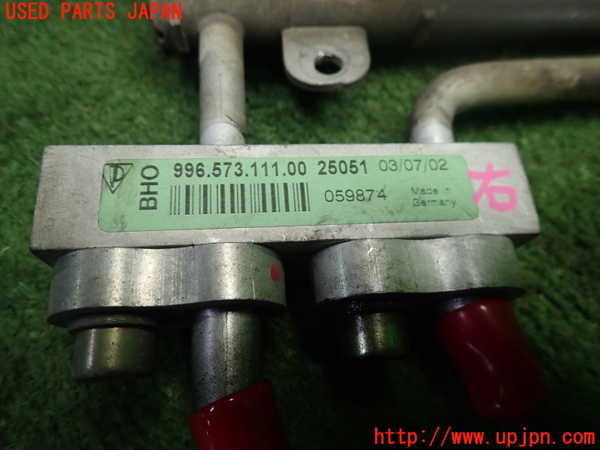 USED PARTS JAPAN
BHO
996.573.111.00 25051 03/07/02
059874
Made in
Germany
右
http://www.upjpn.com